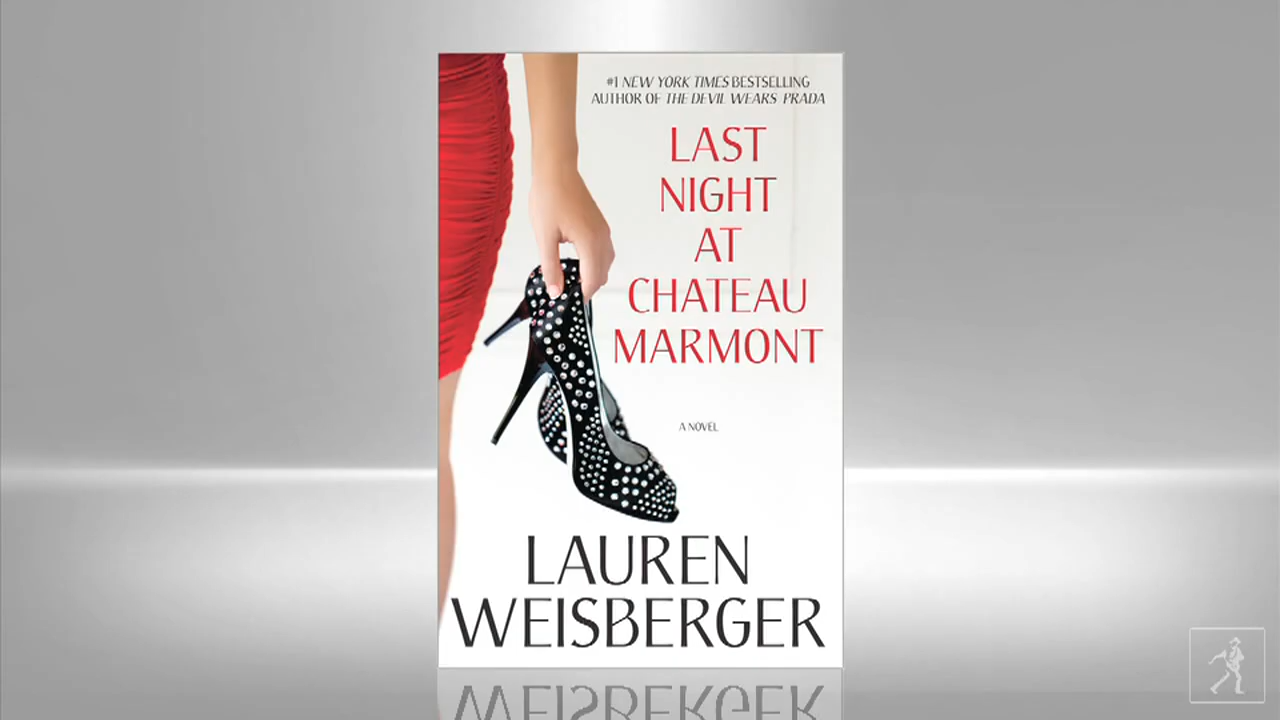 #1 NEW YORK TIMES BESTSELLING
AUTHOR OF THE DEVIL WEARS PRADA
LAST
NIGHT
AT
CHATEAU
MARMONT
A NOVEL
LAUREN
WEISBERGER
WEISBERGER